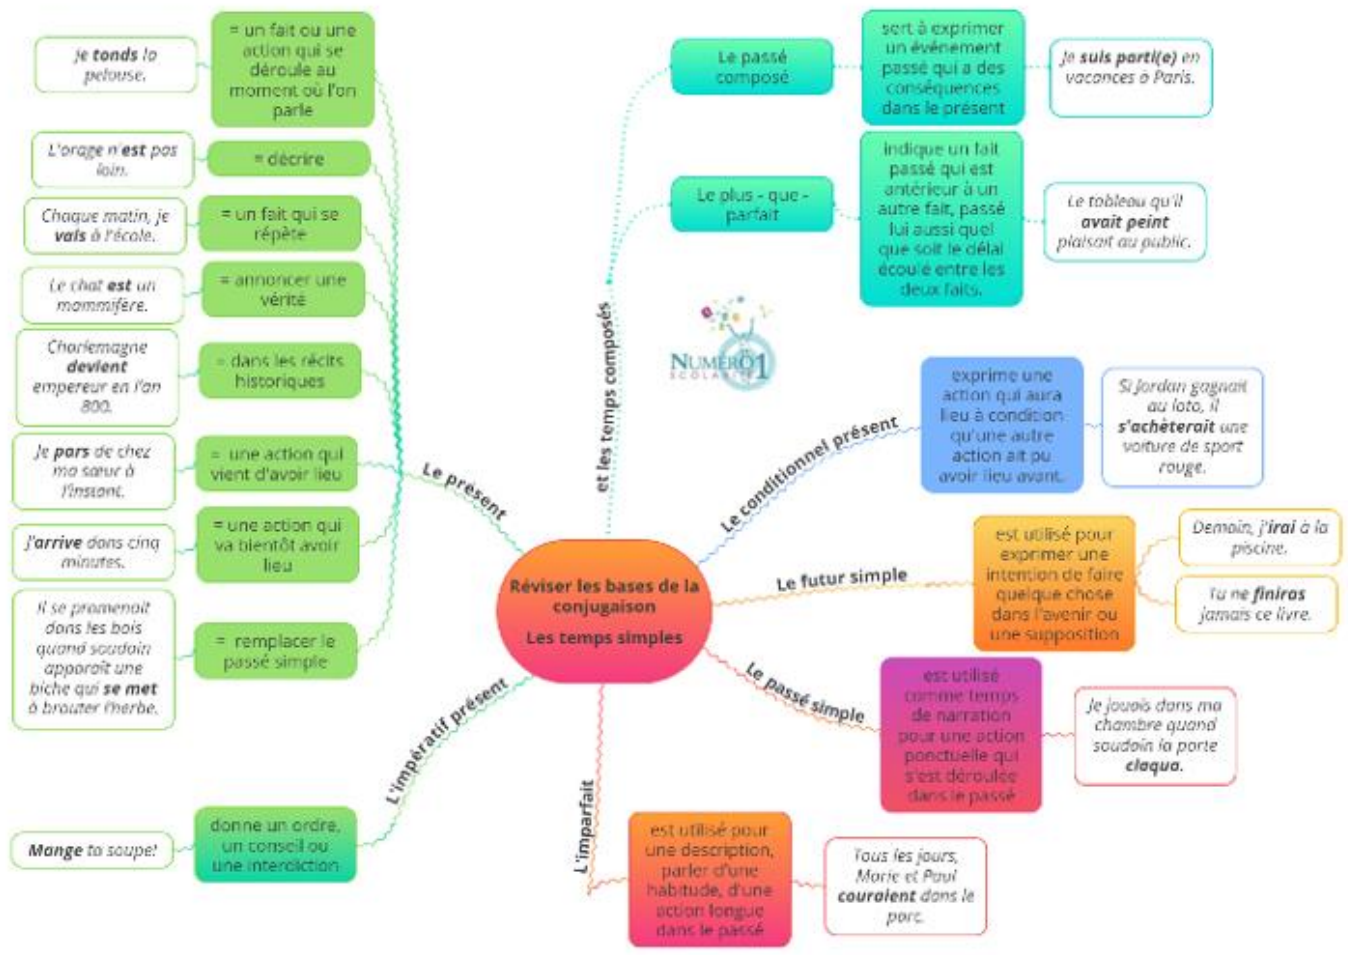 Réviser les bases de la
conjugaison
Les temps simples
Le présent
= un fait ou une
action qui se
déroule au
moment où l'on
parle
Je tonds la
pelouse.
= décrire
L'orage n'est pas
loin.
= un fait qui se
répète
Chaque matin, je
vais à l'école.
= annoncer une
vérité
Le chat est un
mammifère.
= dans les récits
historiques
Charlemagne
devient
empereur en l'an
800.
= une action qui
vient d'avoir lieu
Je pars de chez
ma sœur à
l'instant.
= une action qui
va bientôt avoir
lieu
J'arrive dans cinq
minutes.
= remplacer le
passé simple
Il se promenait
dans les bois
quand soudain
apparaît une
biche qui se met
à brouter l'herbe.
L'impératif présent
donne un ordre,
un conseil ou
une interdiction
Mange ta soupe!
et les temps composés
Le passé
composé
sert à exprimer
un événement
passé qui a des
conséquences
dans le présent
Je suis parti(e) en
vacances à Paris.
Le plus - que -
parfait
indique un fait
passé qui est
antérieur à un
autre fait, passé
lui aussi quel
que soit le délai
écoulé entre les
deux faits.
Le tableau qu'il
avait peint
plaisait au public.
NUMÉRO1
SCOLARITÉ
Le conditionnel présent
exprime une
action qui aura
lieu à condition
qu'une autre
action ait pu
avoir lieu avant.
Si Jordan gagnait
au loto, il
s'achèterait une
voiture de sport
rouge.
Le futur simple
est utilisé pour
exprimer une
intention de faire
quelque chose
dans l'avenir ou
une supposition
Demain, j'irai à la
piscine.
Tu ne finiras
jamais ce livre.
Le passé simple
est utilisé
comme temps
de narration
pour une action
ponctuelle qui
s'est déroulée
dans le passé
Je jouais dans ma
chambre quand
soudain la porte
claqua.
L'imparfait
est utilisé pour
une description,
parler d'une
habitude, d'une
action longue
dans le passé
Tous les jours,
Marie et Paul
couraient dans le
parc.